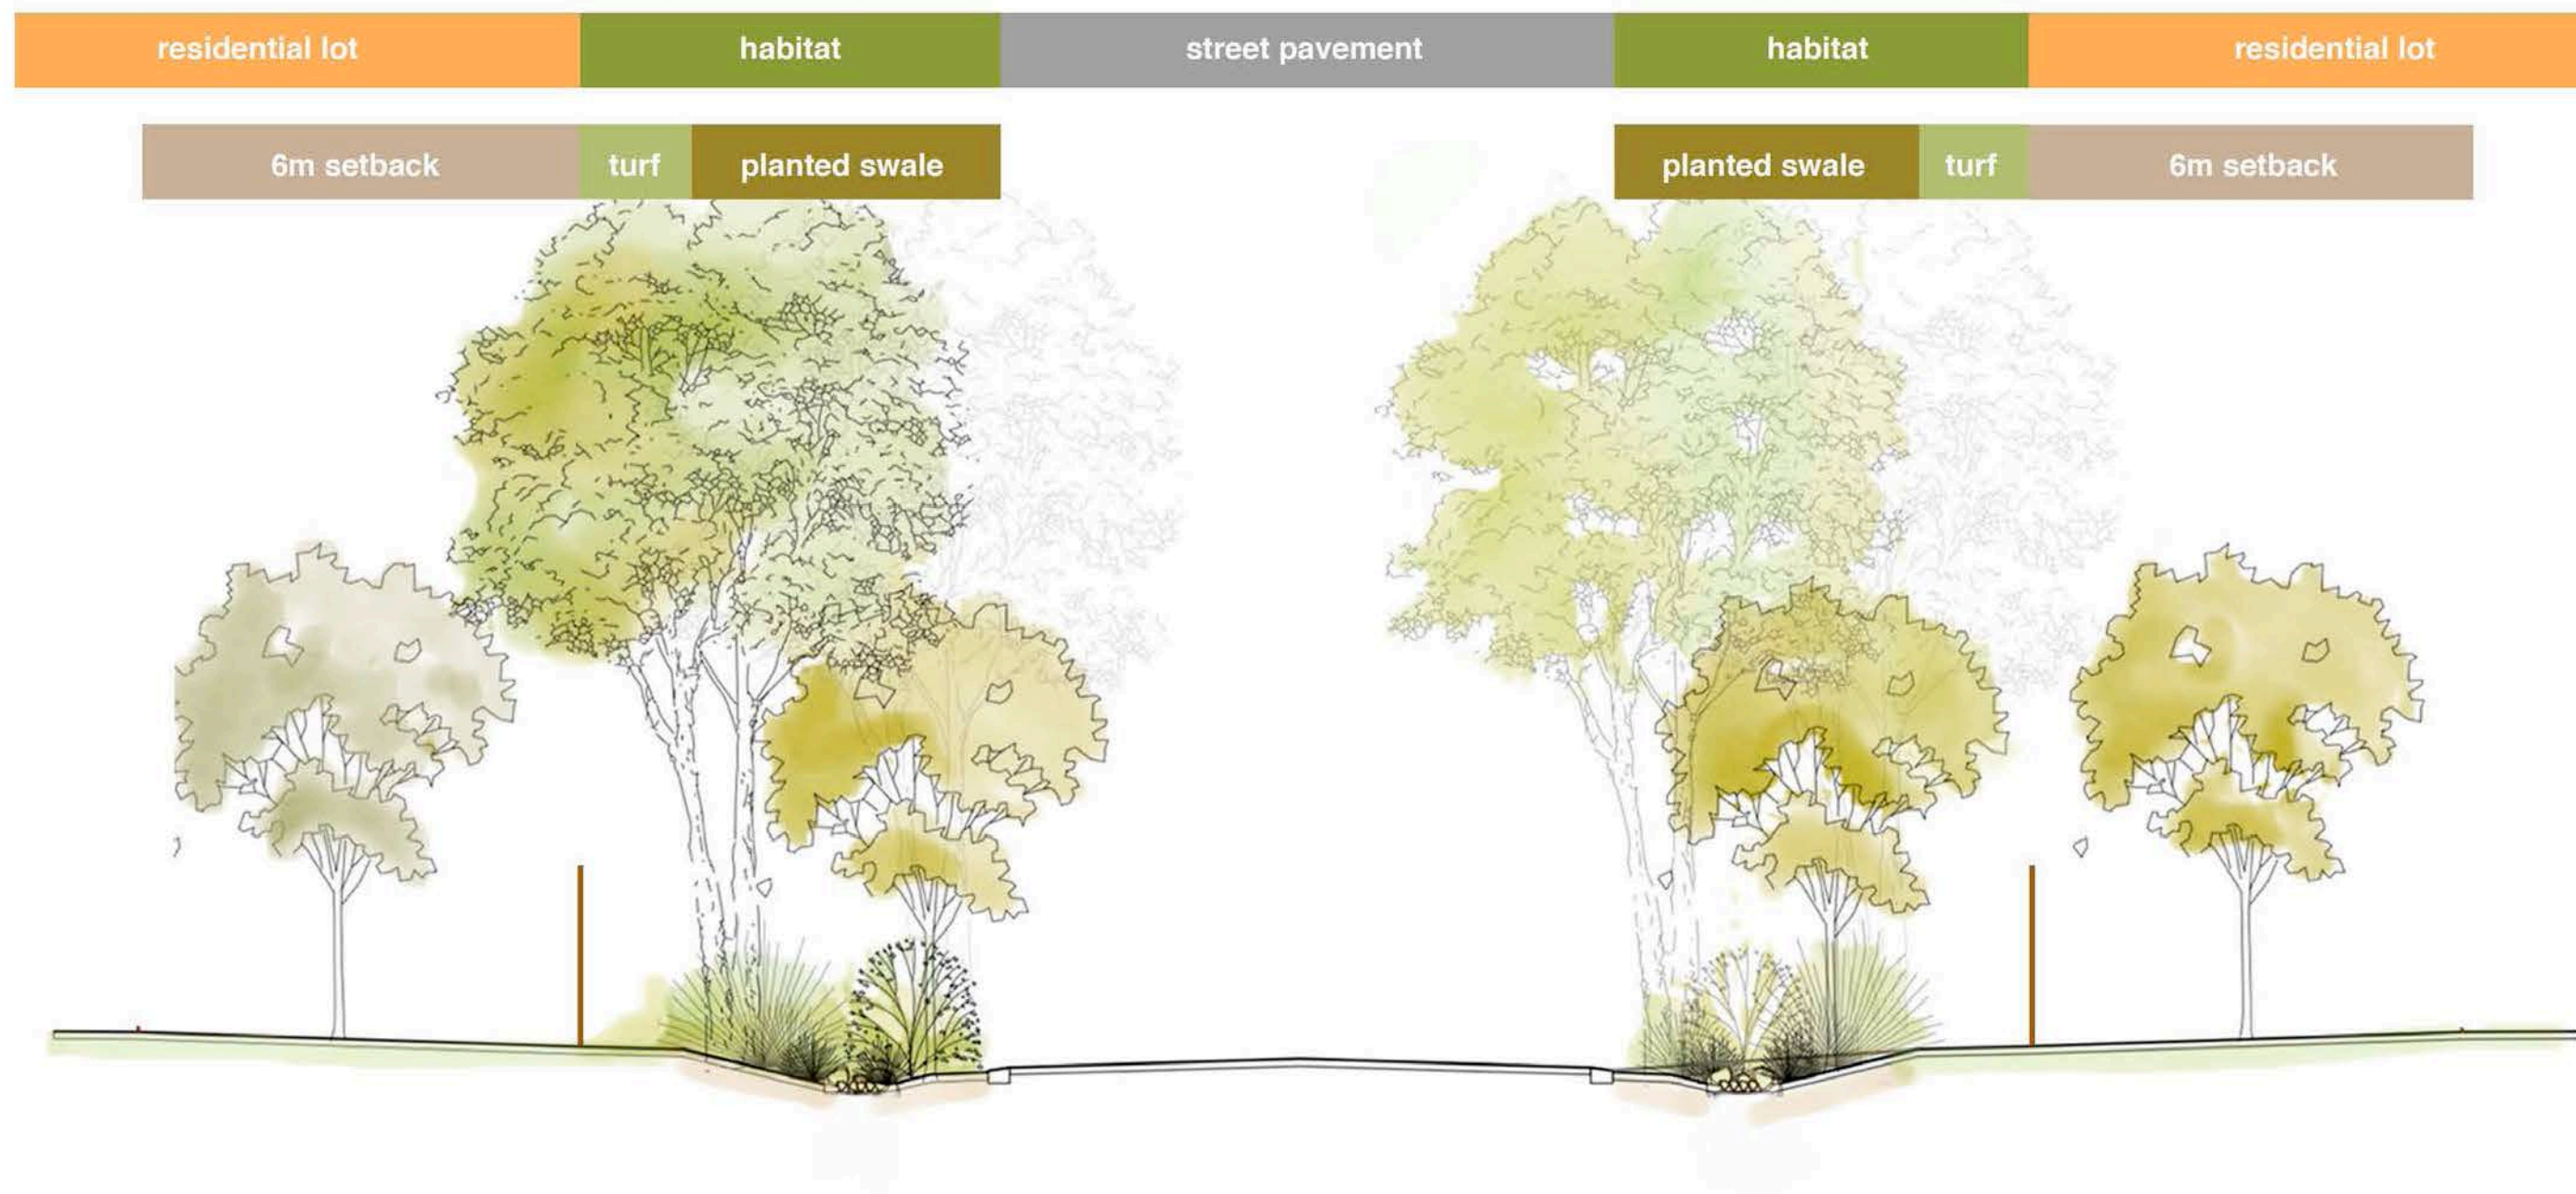 residential lot
habitat
street pavement
habitat
residential lot
6m setback
turf
planted swale
planted swale
turf
6m setback